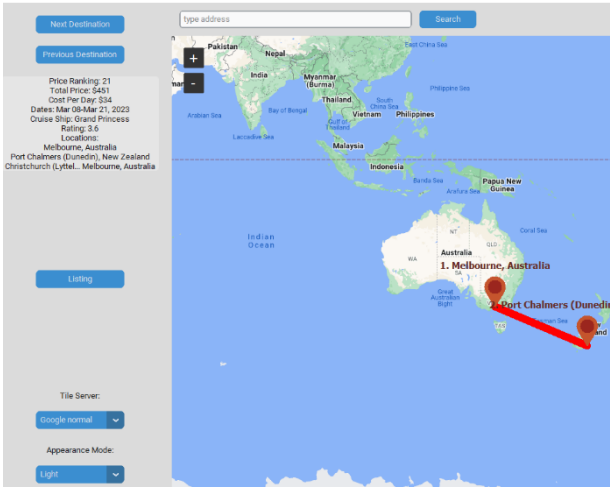 Next Destination
Previous Destination
Price Ranking: 21
Total Price: $451
Cost Per Day: $34
Dates: Mar 08-Mar 21, 2023
Cruise Ship: Grand Princess
Rating: 3.6
Locations:
Melbourne, Australia
Port Chalmers (Dunedin), New Zealand
Christchurch (Lyttel... Melbourne, Australia
Listing
Tile Server:
Google normal
Appearance Mode:
Light
type address
Search
+
-
East China Sea
Pakistan
Nepal
India
Myanmar
(Burma)
Philippine Sea
Thailand
South
China Sea
Arabian Sea
Bay of Bengal
Vietnam
Philippines
Gulf of
Thailand
Laccadive Sea
Malaysia
Indonesia
Banda Sea
Papua New
Guinea
Arafura Sea
Indian
Ocean
Coral Sea
NT
QLD
Australia
WA
1. Melbourne, Australia
SA
Great
Australian
Bight
2. Port Chalmers (Dunedin
Tasman Sea
TAS